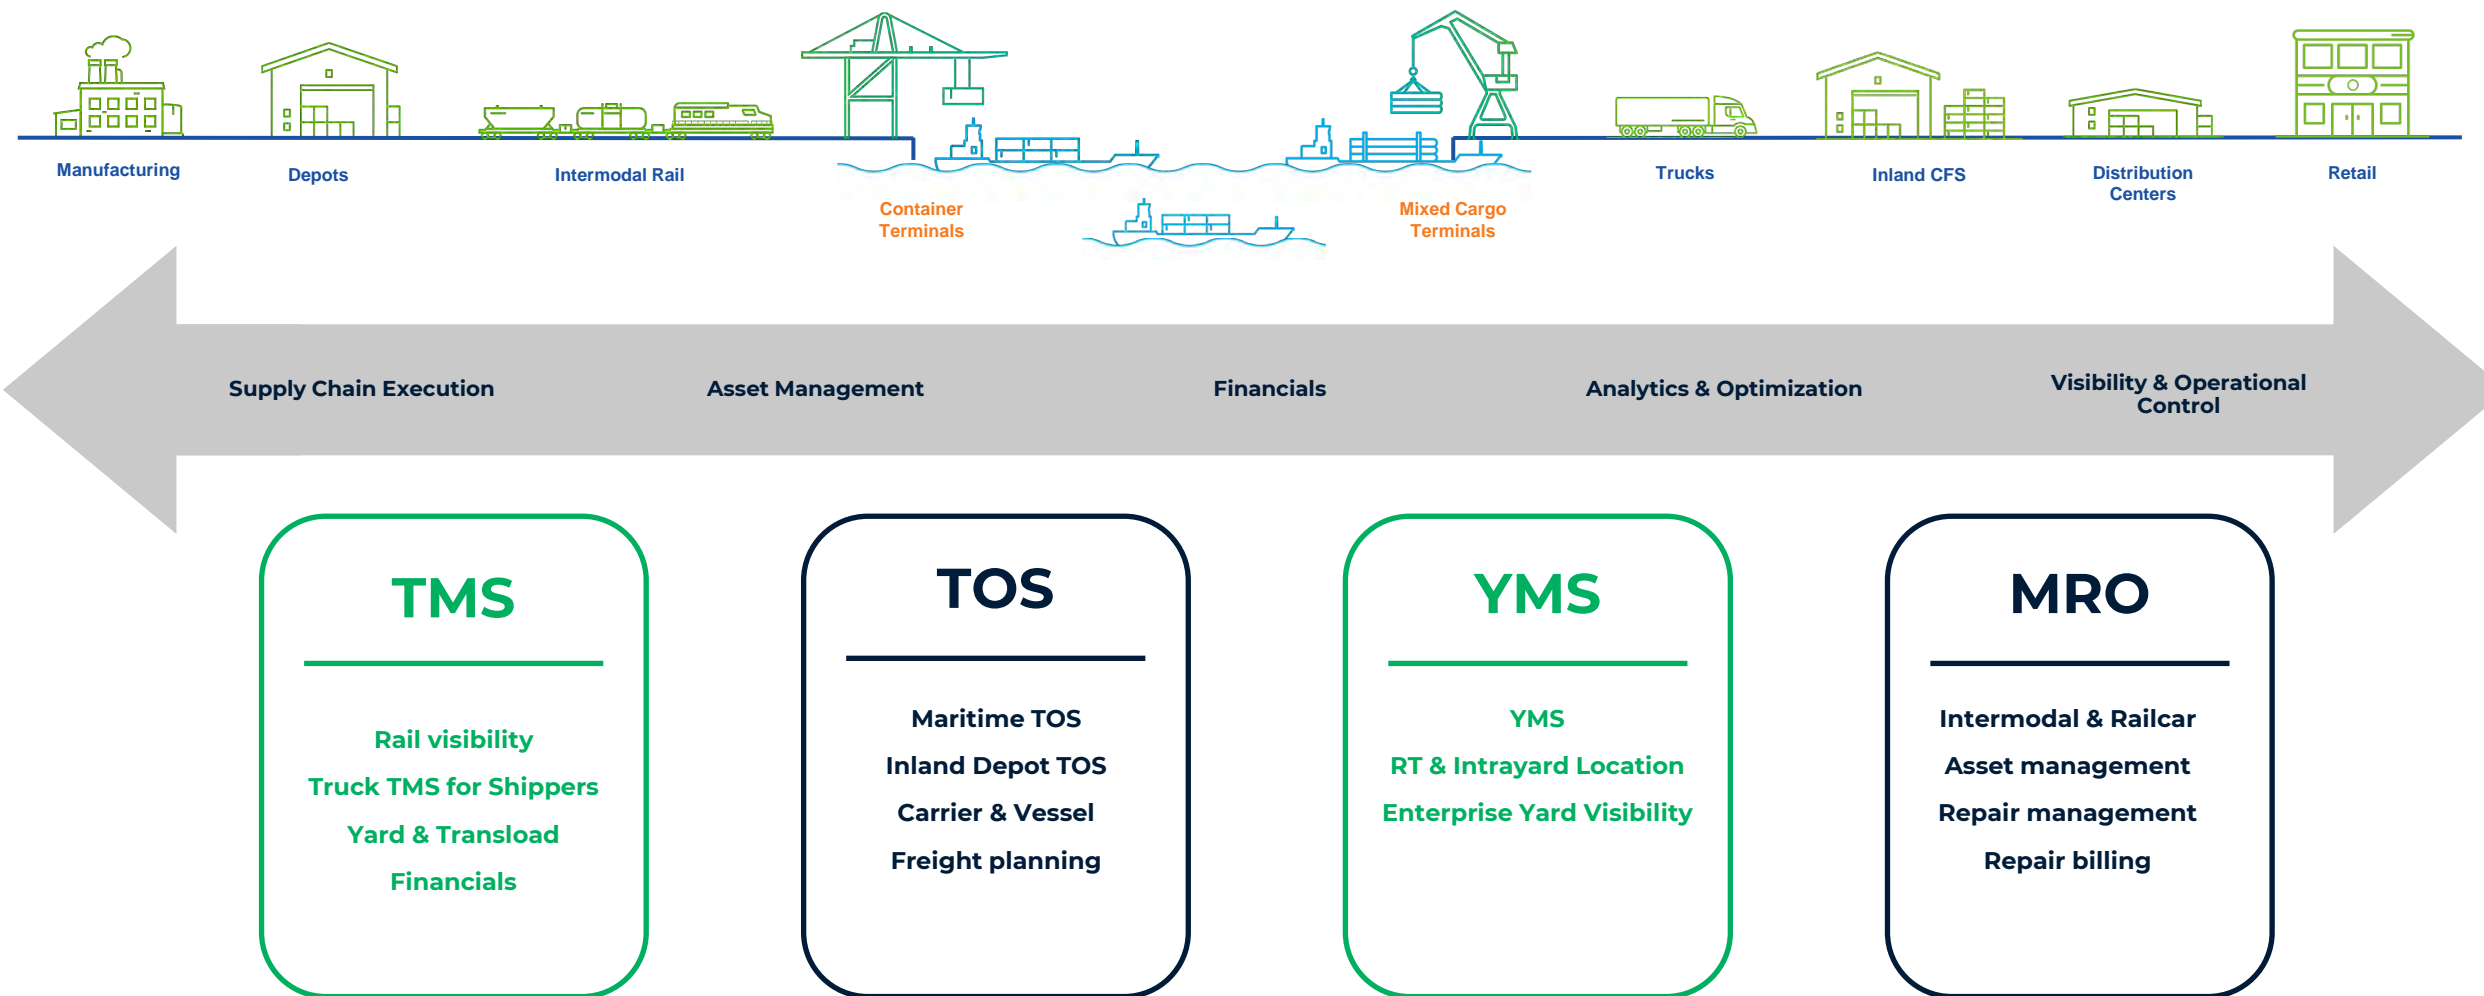 Manufacturing
Depots
Intermodal Rail
Container
Terminals
Mixed Cargo
Terminals
Trucks
Inland CFS
Distribution
Centers
Retail
Supply Chain Execution
Asset Management
Financials
Analytics & Optimization
Visibility & Operational
Control
TMS
Rail visibility
Truck TMS for Shippers
Yard & Transload
Financials
TOS
Maritime TOS
Inland Depot TOS
Carrier & Vessel
Freight planning
YMS
YMS
RT & Intrayard Location
Enterprise Yard Visibility
MRO
Intermodal & Railcar
Asset management
Repair management
Repair billing